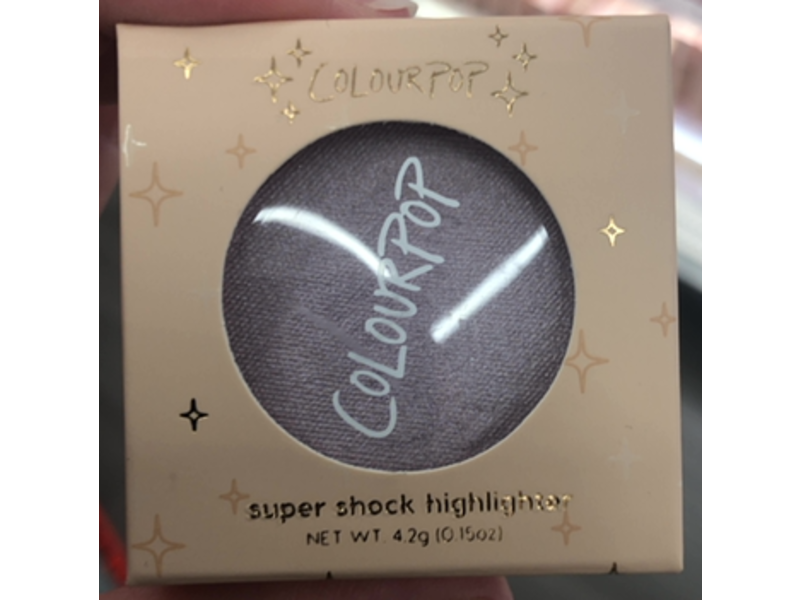 COLOURPOP
COLOURPOP
super shock highlighter
NET WT. 4.2g (0.15oz)